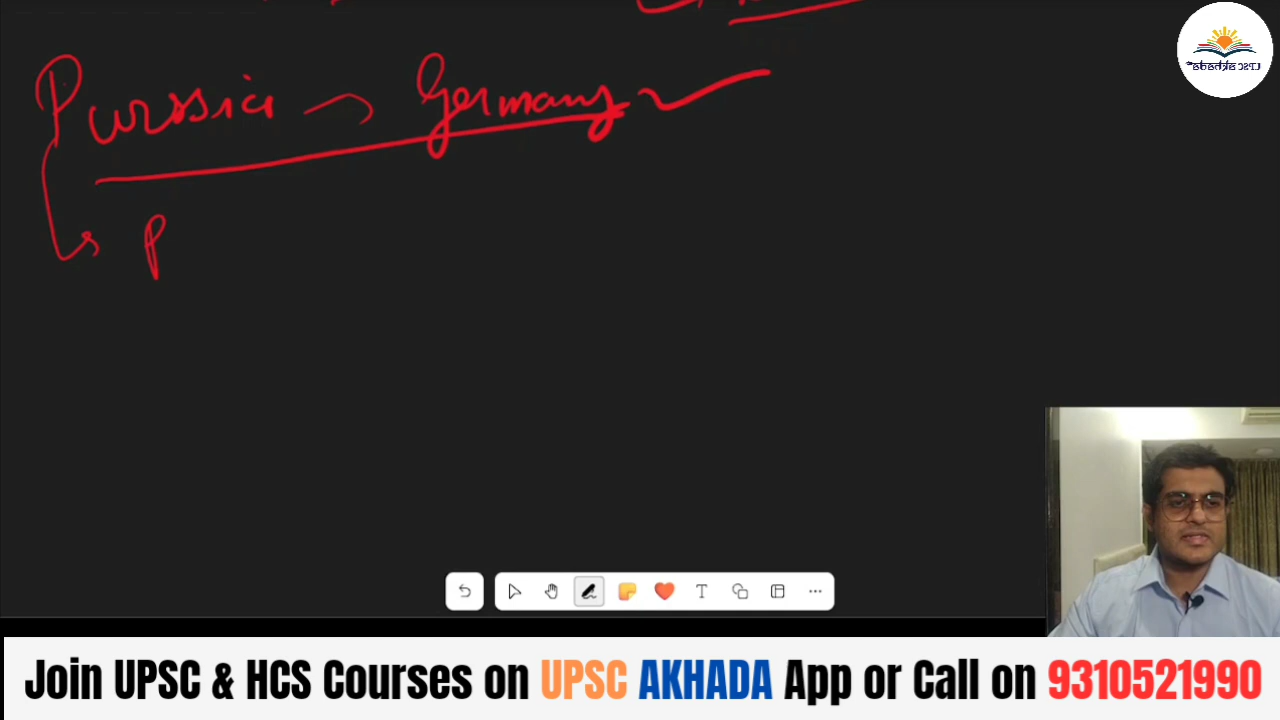 Purssia → Germany
P
Join UPSC & HCS Courses on UPSC AKHADA App or Call on 9310521990